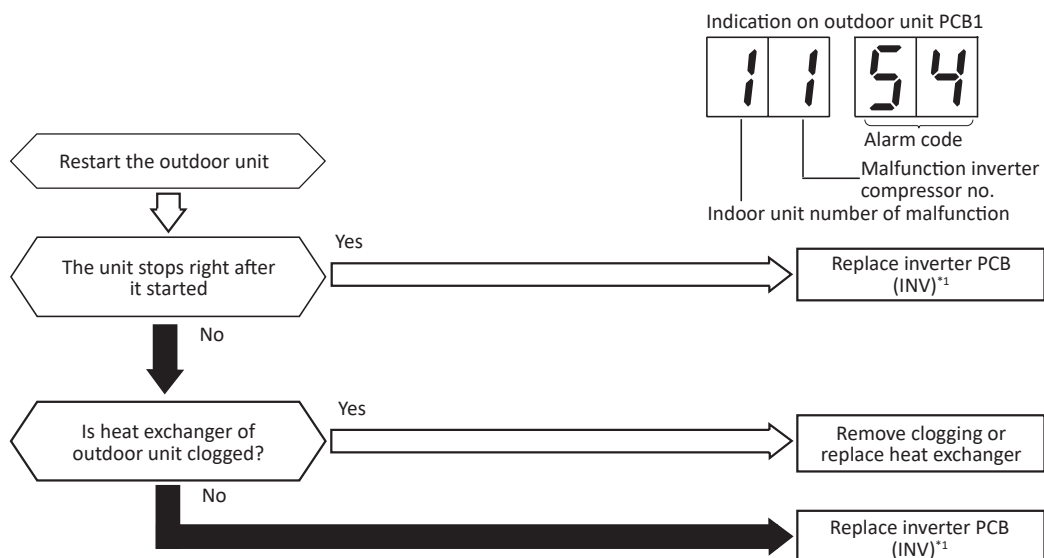 Indication on outdoor unit PCB1
1 1 5 4
Alarm code
Malfunction inverter
compressor no.
Indoor unit number of malfunction
Restart the outdoor unit
The unit stops right after
it started
Yes
Replace inverter PCB
(INV)*1
No
Is heat exchanger of
outdoor unit clogged?
Yes
Remove clogging or
replace heat exchanger
No
Replace inverter PCB
(INV)*1